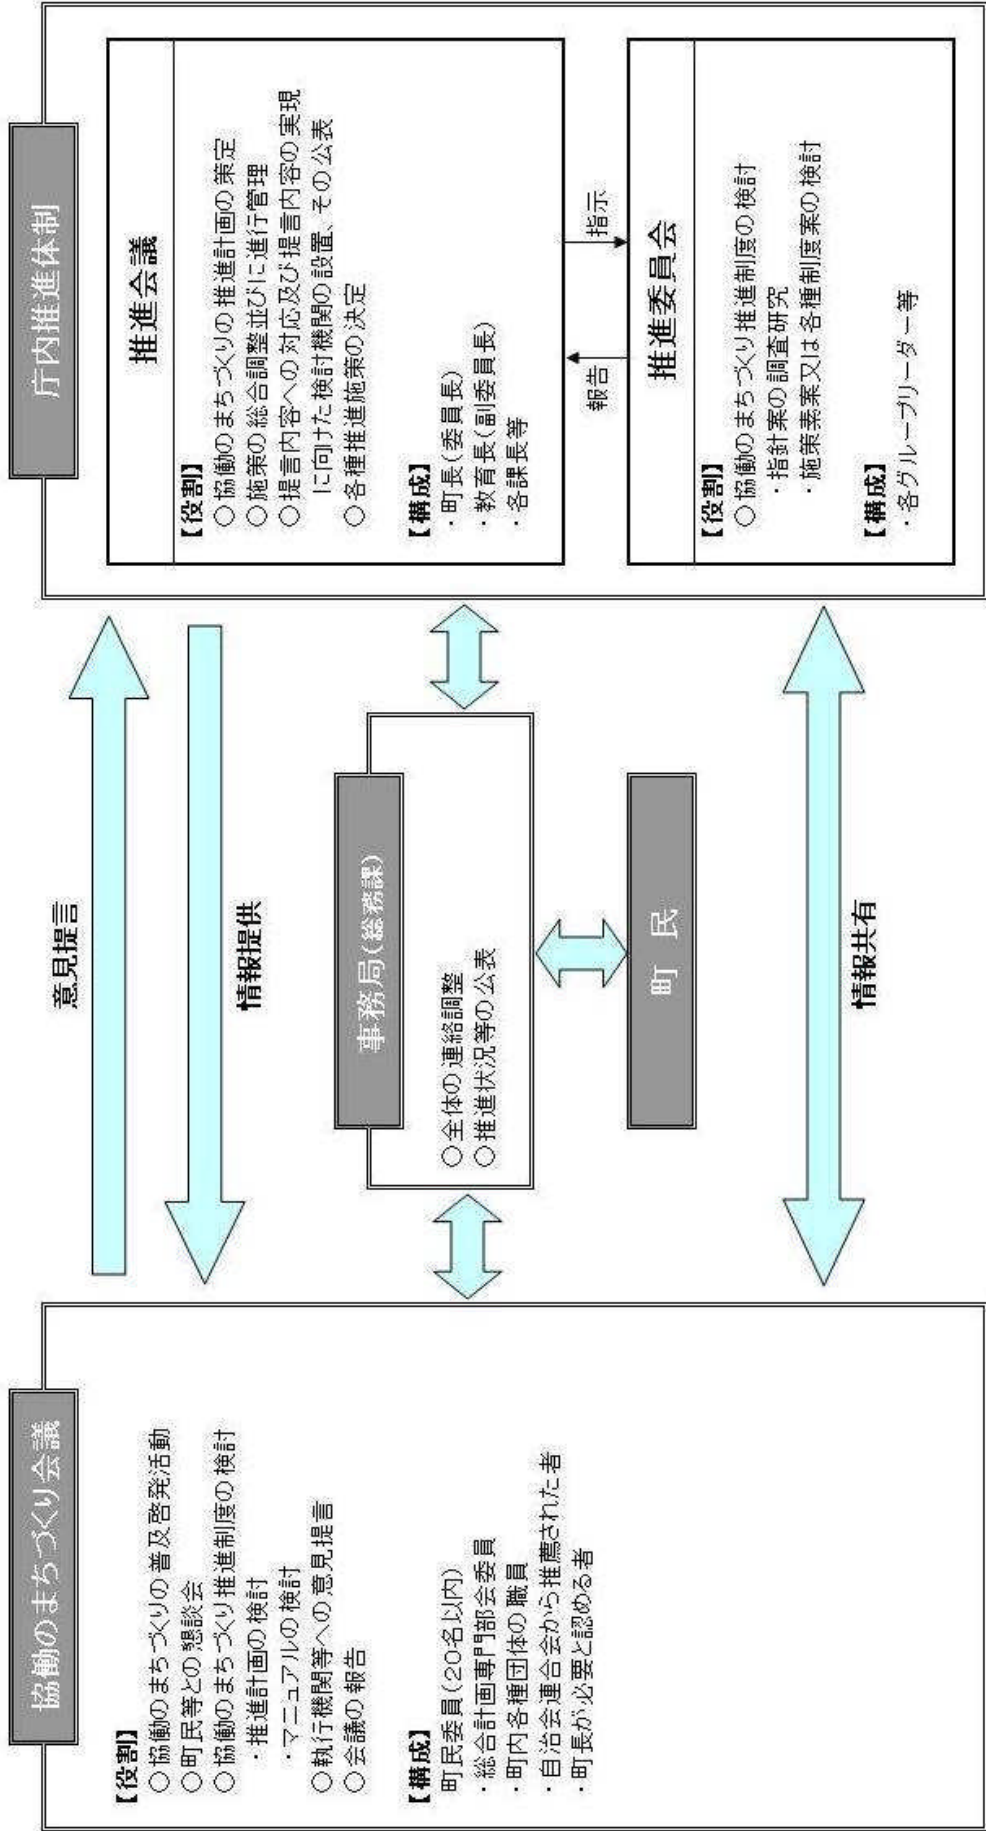 協働のまちづくり会議
【役割】
○協働のまちづくりの普及啓発活動
○町民等との懇談会
○協働のまちづくり推進制度の検討
・推進計画の検討
・マニュアルの検討
○執行機関等への意見提言
○会議の報告
【構成】
町民委員(20名以内)
・総合計画専門部会委員
・町内各種団体の職員
・自治会連合会から推薦された者
・町長が必要と認める者
意見提言
情報提供
事務局(総務課)
○全体の連絡調整
○推進状況等の公表
町 民
情報共有
庁内推進体制
推進会議
【役割】
○協働のまちづくりの推進計画の策定
○施策の総合調整並びに進行管理
○提言内容への対応及び提言内容の実現
に向けた検討機関の設置、その公表
○各種推進施策の決定
【構成】
・町長(委員長)
・教育長(副委員長)
・各課長等
報告
指示
推進委員会
【役割】
○協働のまちづくり推進制度の検討
・指針案の調査研究
・施策素案又は各種制度案の検討
【構成】
・各グループリーダー等